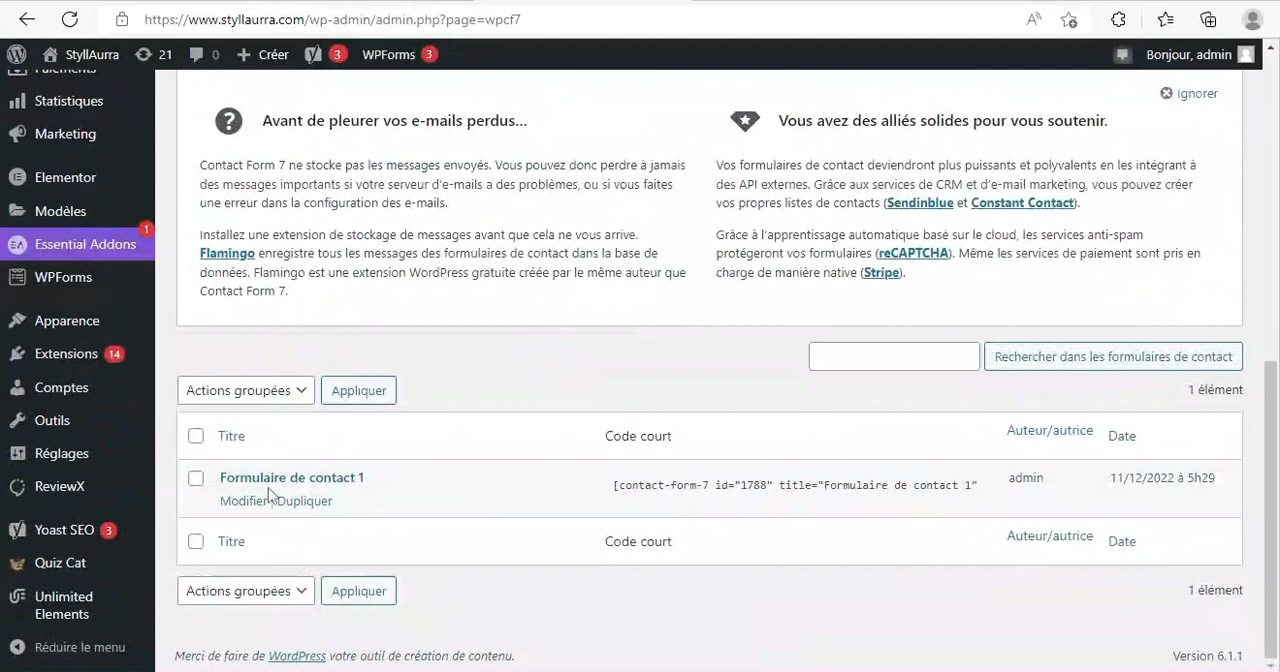 https://www.styllaurra.com/wp-admin/admin.php?page=wpcf7
StyllAurra 21 0 Créer 3 WPForms 3 Bonjour, admin
Paiements
Statistiques
Marketing
Elementor
Modèles
Essential Addons 1
WPForms
Apparence
Extensions 14
Comptes
Outils
Réglages
ReviewX
Yoast SEO 3
Quiz Cat
Unlimited
Elements
Réduire le menu
Ignorer
Avant de pleurer vos e-mails perdus...
Contact Form 7 ne stocke pas les messages envoyés. Vous pouvez donc perdre à jamais
des messages importants si votre serveur d'e-mails a des problèmes, ou si vous faites
une erreur dans la configuration des e-mails.
Installez une extension de stockage de messages avant que cela ne vous arrive.
Flamingo enregistre tous les messages des formulaires de contact dans la base de
données. Flamingo est une extension WordPress gratuite créée par le même auteur que
Contact Form 7.
Vous avez des alliés solides pour vous soutenir.
Vos formulaires de contact deviendront plus puissants et polyvalents en les intégrant à
des API externes. Grâce aux services de CRM et d'e-mail marketing, vous pouvez créer
vos propres listes de contacts (Sendinblue et Constant Contact).
Grâce à l'apprentissage automatique basé sur le cloud, les services anti-spam
protégeront vos formulaires (reCAPTCHA). Même les services de paiement sont pris en
charge de manière native (Stripe).
Rechercher dans les formulaires de contact
Actions groupées Appliquer 1 élément
Titre Code court Auteur/autrice Date
Formulaire de contact 1 [contact-form-7 id="1788" title="Formulaire de contact 1" admin 11/12/2022 à 5h29
Modifier Dupliquer
Titre Code court Auteur/autrice Date
Actions groupées Appliquer 1 élément
Merci de faire de WordPress votre outil de création de contenu. Version 6.1.1